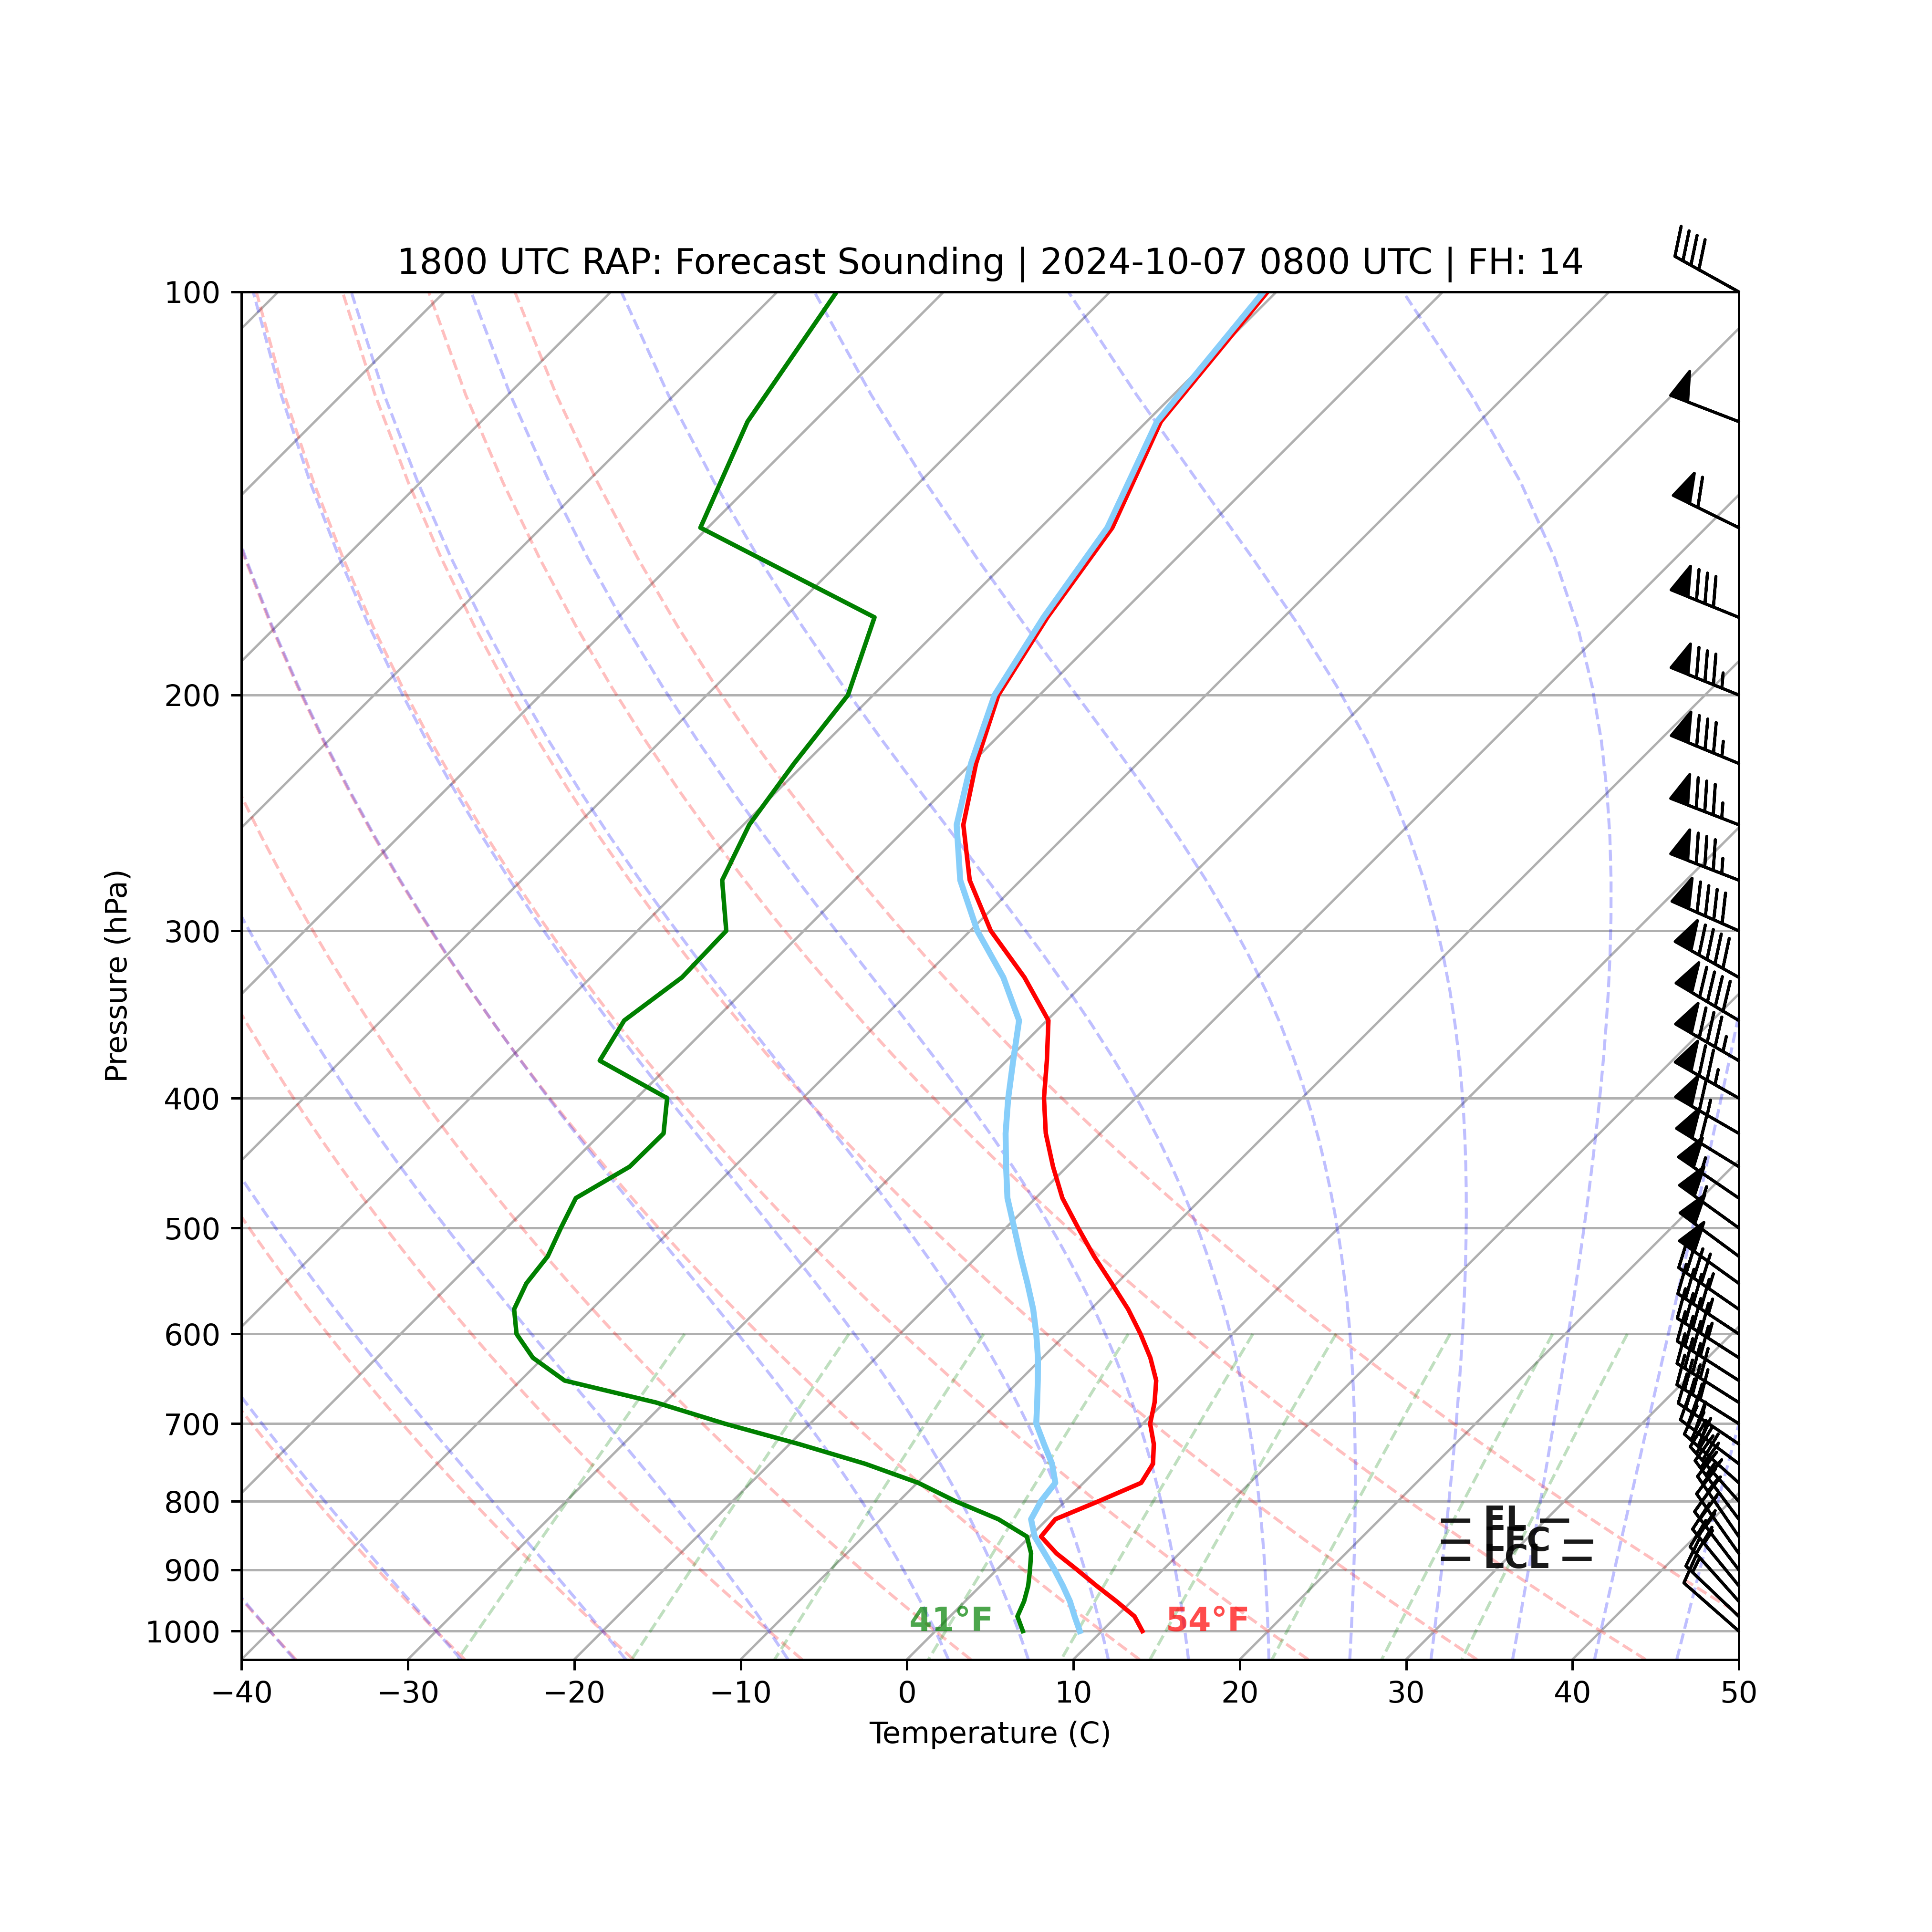 1800 UTC RAP: Forecast Sounding | 2024-10-07 0800 UTC | FH: 14
100
200
300
400
500
600
700
800
900
1000
Pressure (hPa)
— EL —
— LFC —
— LCL —
41°F
54°F
−40 −30 −20 −10 0 10 20 30 40 50
Temperature (C)